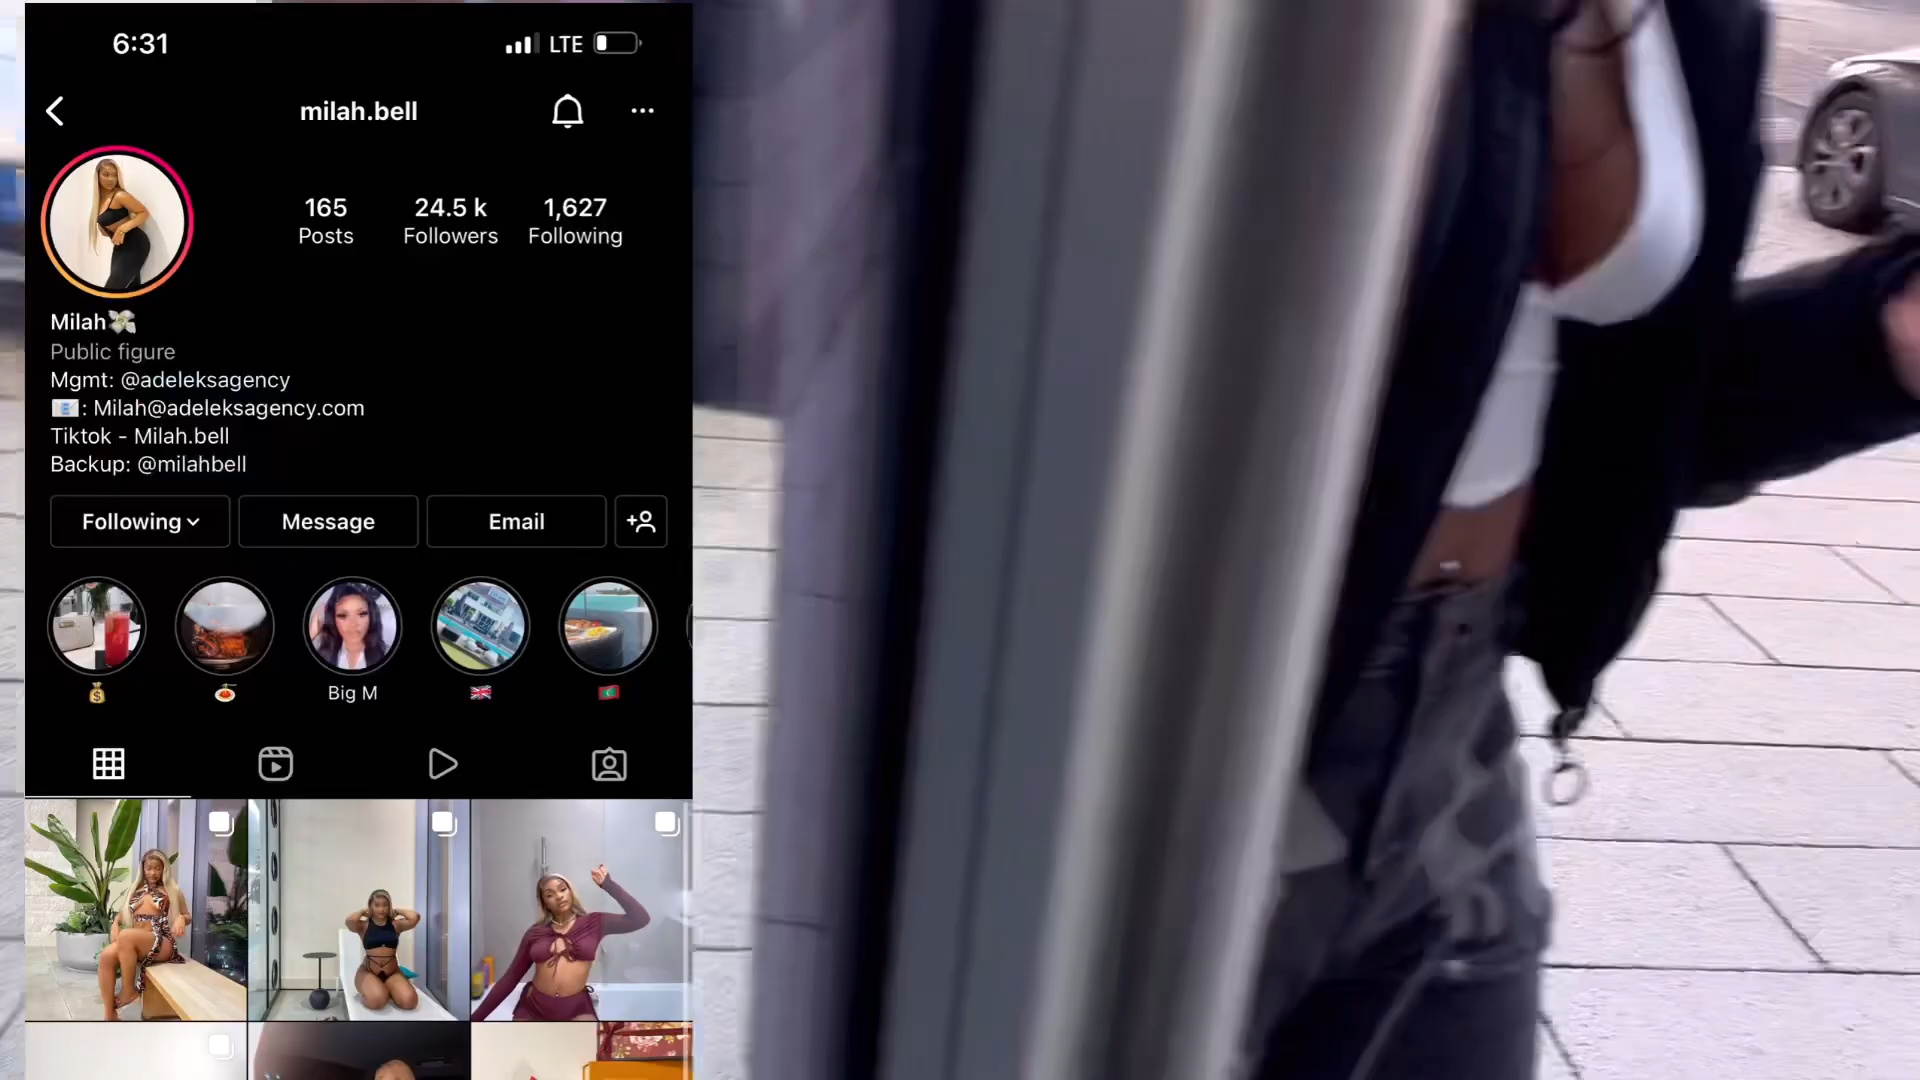 6:31
LTE
milah.bell
165
Posts
24.5 k
Followers
1,627
Following
Milah💸
Public figure
Mgmt: @adeleksagency
📧: Milah@adeleksagency.com
Tiktok - Milah.bell
Backup: @milahbell
Following
Message
Email
Big M